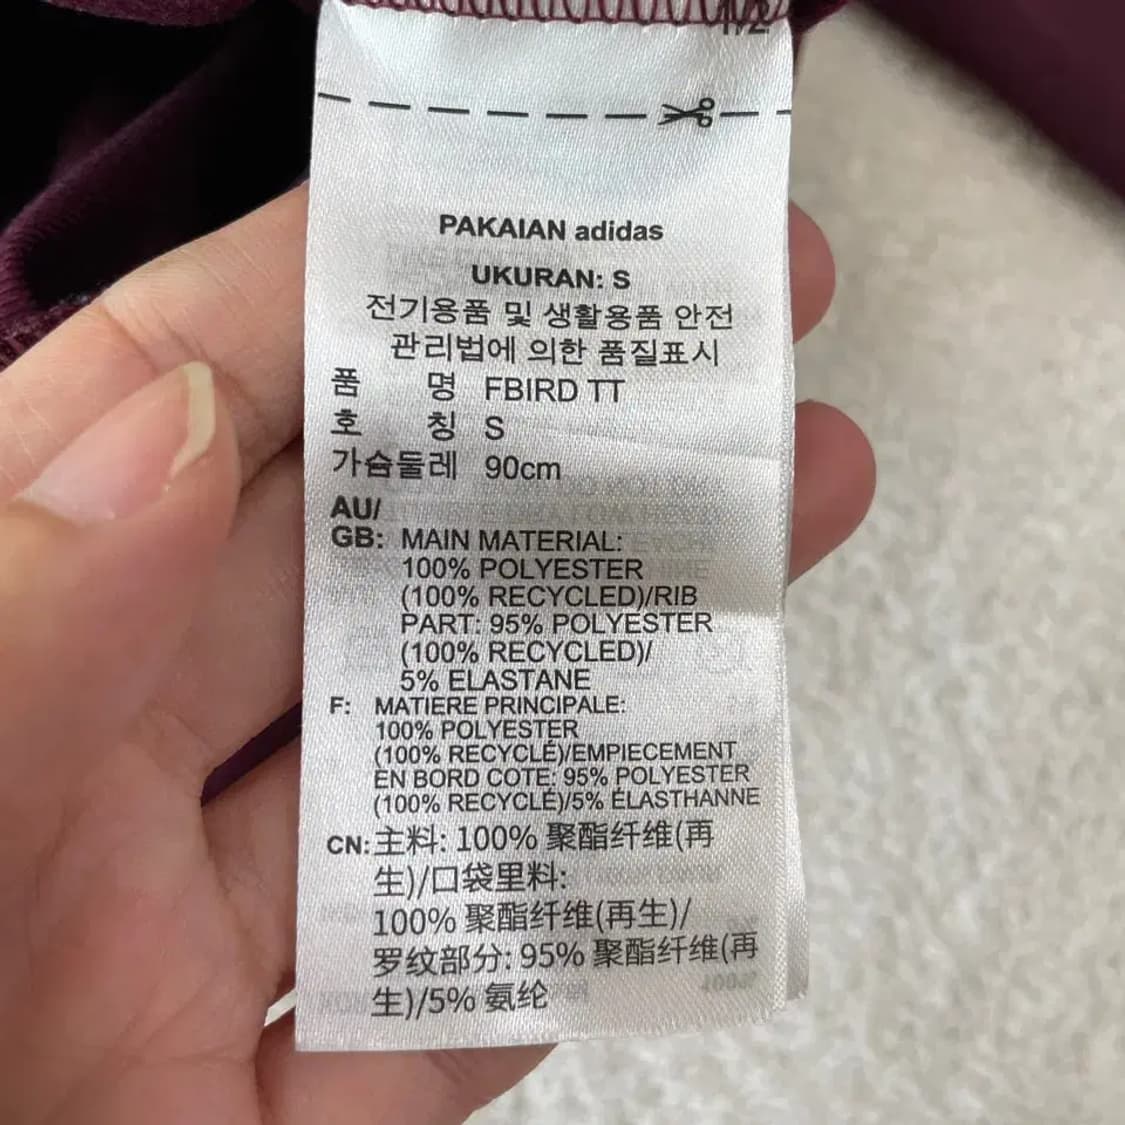 1/2
PAKAIAN adidas
UKURAN: S
전기용품 및 생활용품 안전
관리법에 의한 품질표시
품 명 FBIRD TT
호 칭 S
가슴둘레 90cm
AU/
GB: MAIN MATERIAL:
100% POLYESTER
(100% RECYCLED)/RIB
PART: 95% POLYESTER
(100% RECYCLED)/
5% ELASTANE
F: MATIERE PRINCIPALE:
100% POLYESTER
(100% RECYCLÉ)/EMPIECEMENT
EN BORD COTE: 95% POLYESTER
(100% RECYCLÉ)/5% ÉLASTHANNE
CN: 主料: 100% 聚酯纤维(再
生)/口袋里料:
100% 聚酯纤维(再生)/
罗纹部分: 95% 聚酯纤维(再
生)/5% 氨纶